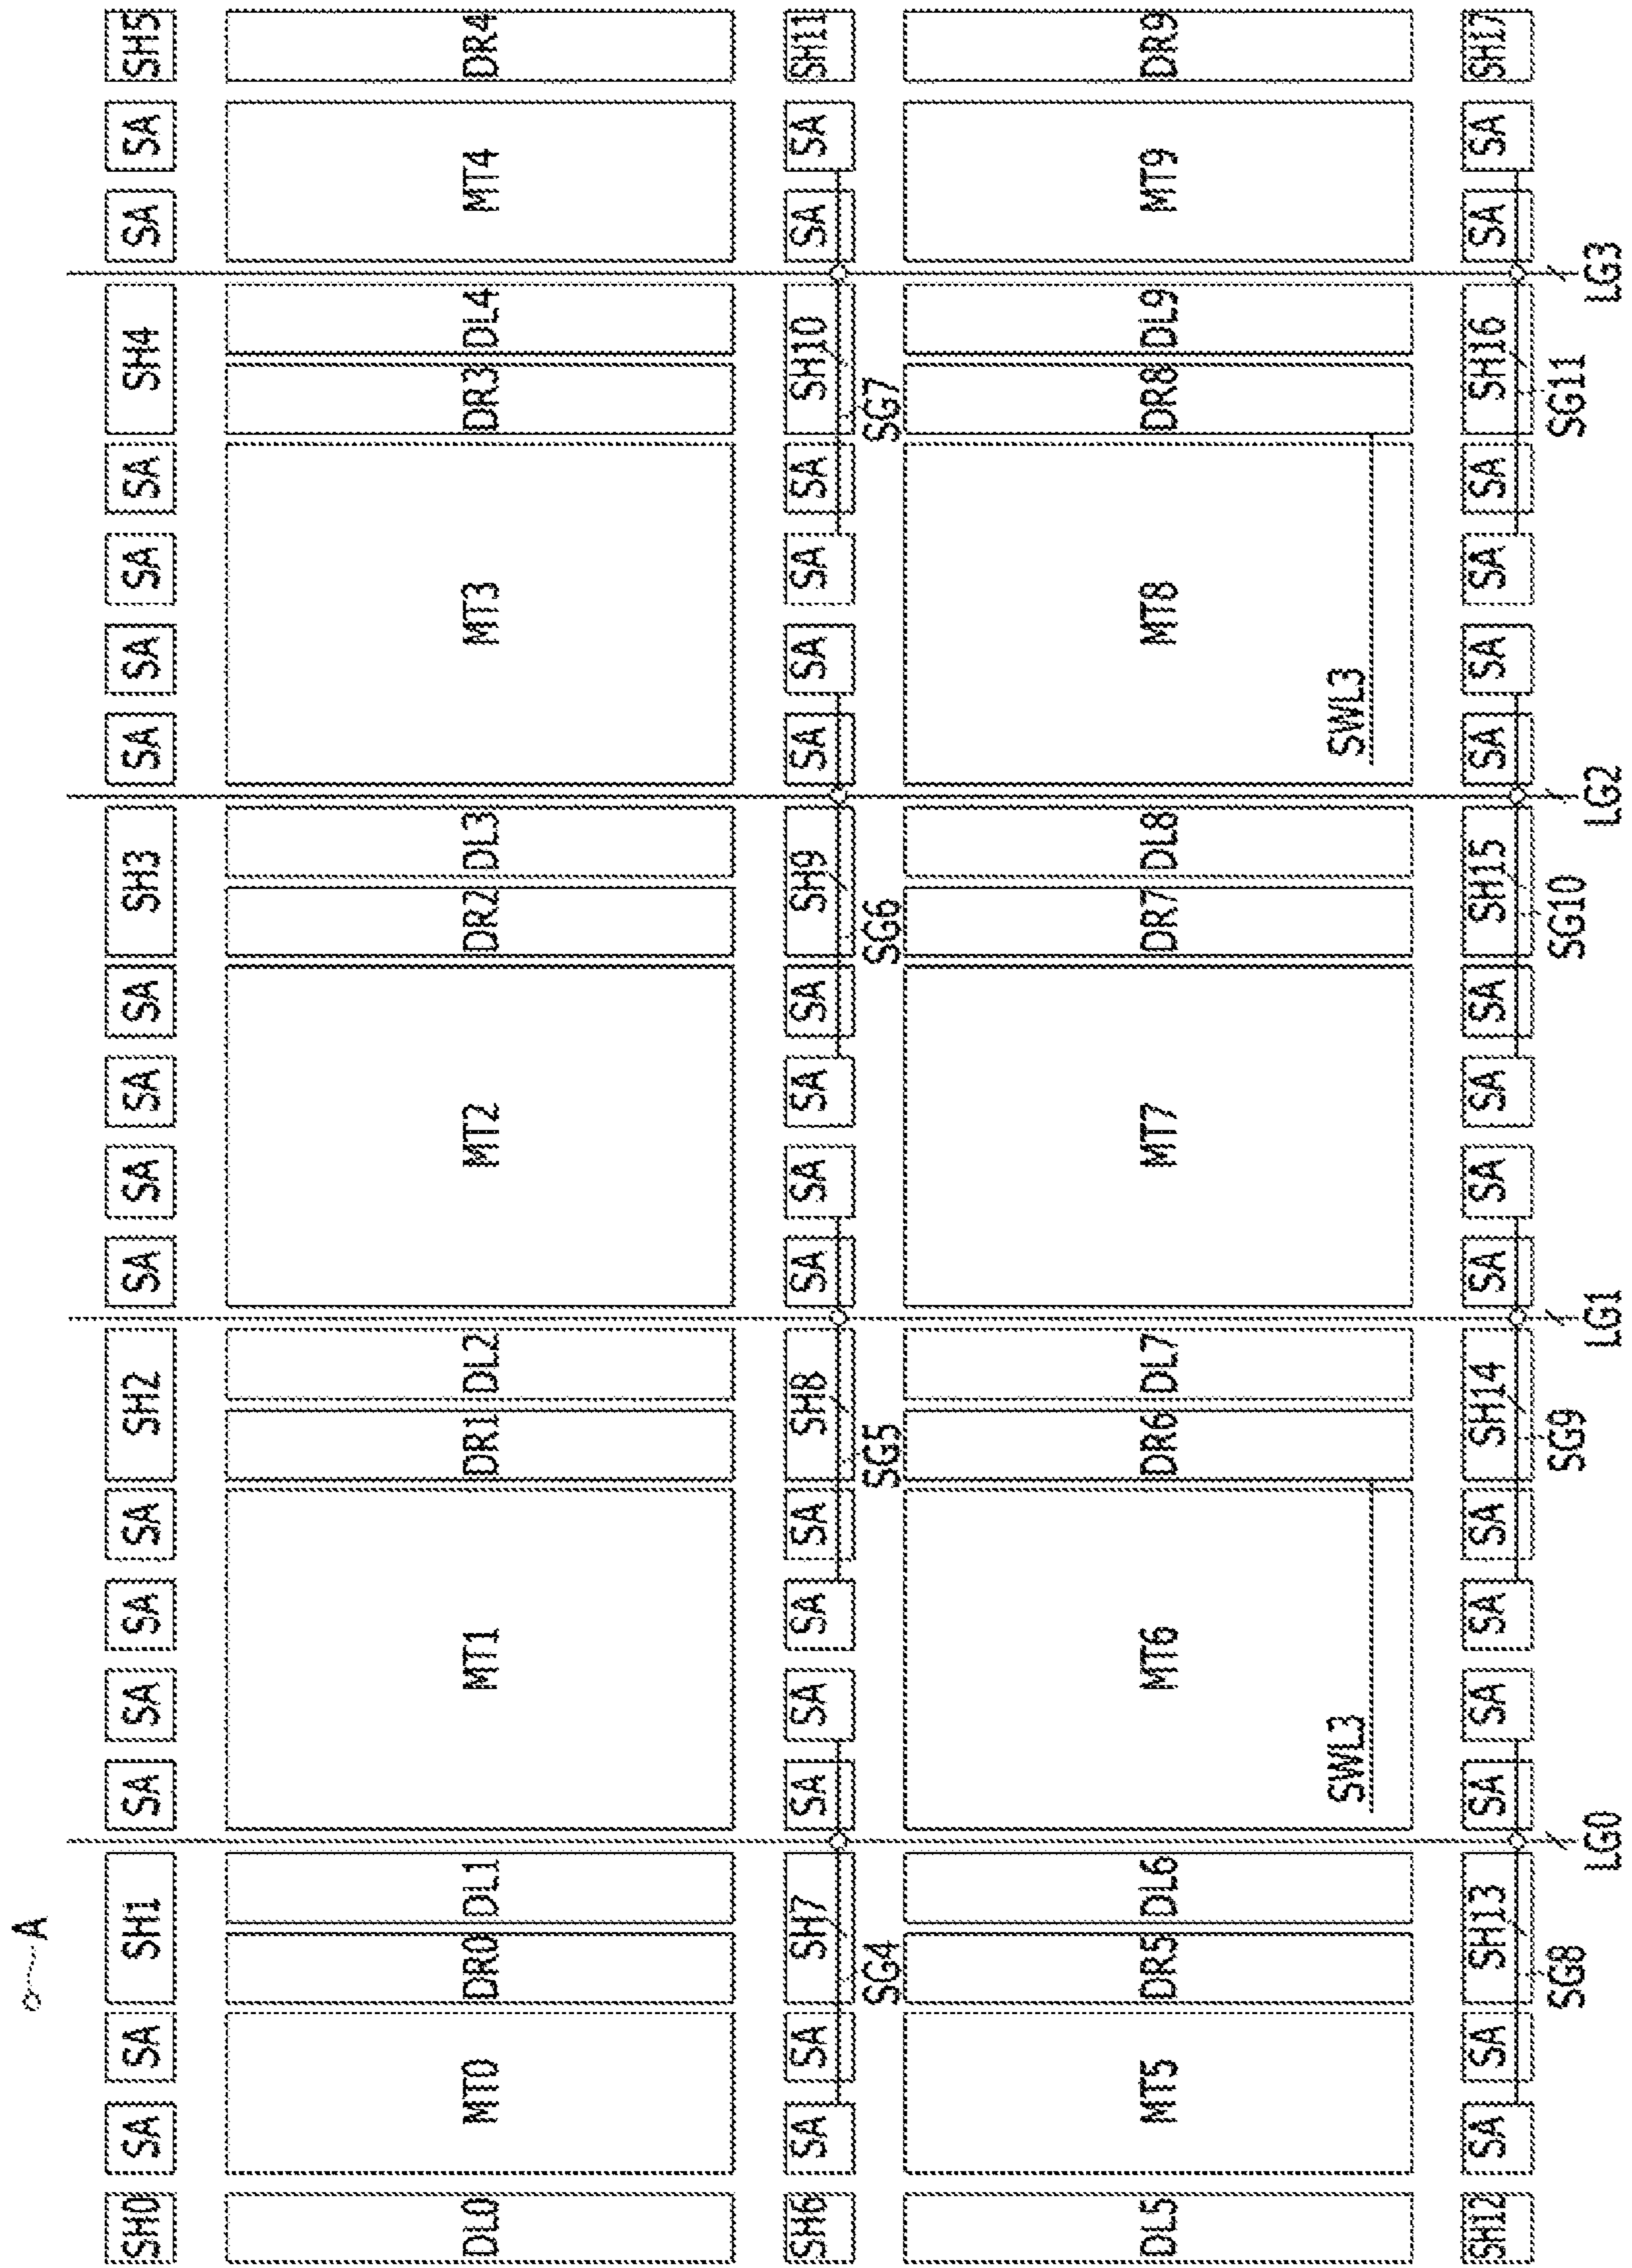 A
SH0 SA SA SH1 SA SA SA SA SH2 SA SA SA SA SH3 SA SA SA SA SH4 SA SA SH5
DL0 MT0 DR0 DL1 MT1 DR1 DL2 MT2 DR2 DL3 MT3 DR3 DL4 MT4 DR4
SH6 SA SA SH7 SA SA SA SA SH8 SA SA SA SA SH9 SA SA SA SA SH10 SA SA SH11
SG4 SG5 SG6 SG7
DL5 MT5 DR5 DL6 MT6 DR6 DL7 MT7 DR7 DL8 MT8 DR8 DL9 MT9 DR9
SWL3 SWL3
SH12 SA SA SH13 SA SA SA SA SH14 SA SA SA SA SH15 SA SA SA SA SH16 SA SA SH17
SG8 SG9 SG10 SG11
LG0 LG1 LG2 LG3